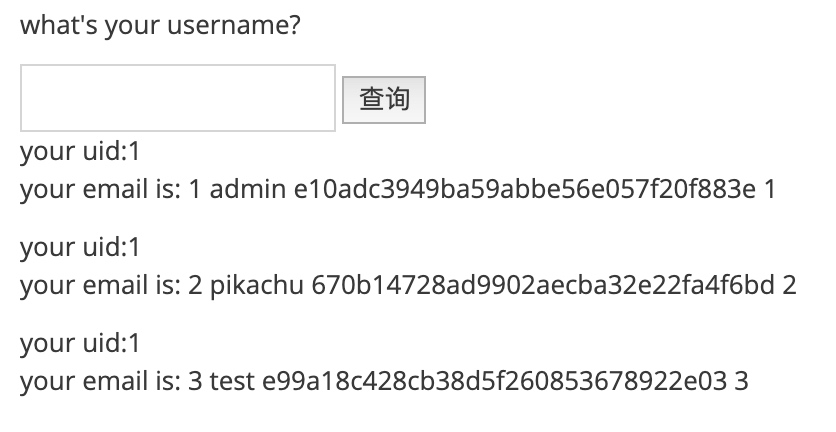 what's your username?
查询
your uid:1
your email is: 1 admin e10adc3949ba59abbe56e057f20f883e 1
your uid:1
your email is: 2 pikachu 670b14728ad9902aecba32e22fa4f6bd 2
your uid:1
your email is: 3 test e99a18c428cb38d5f260853678922e03 3